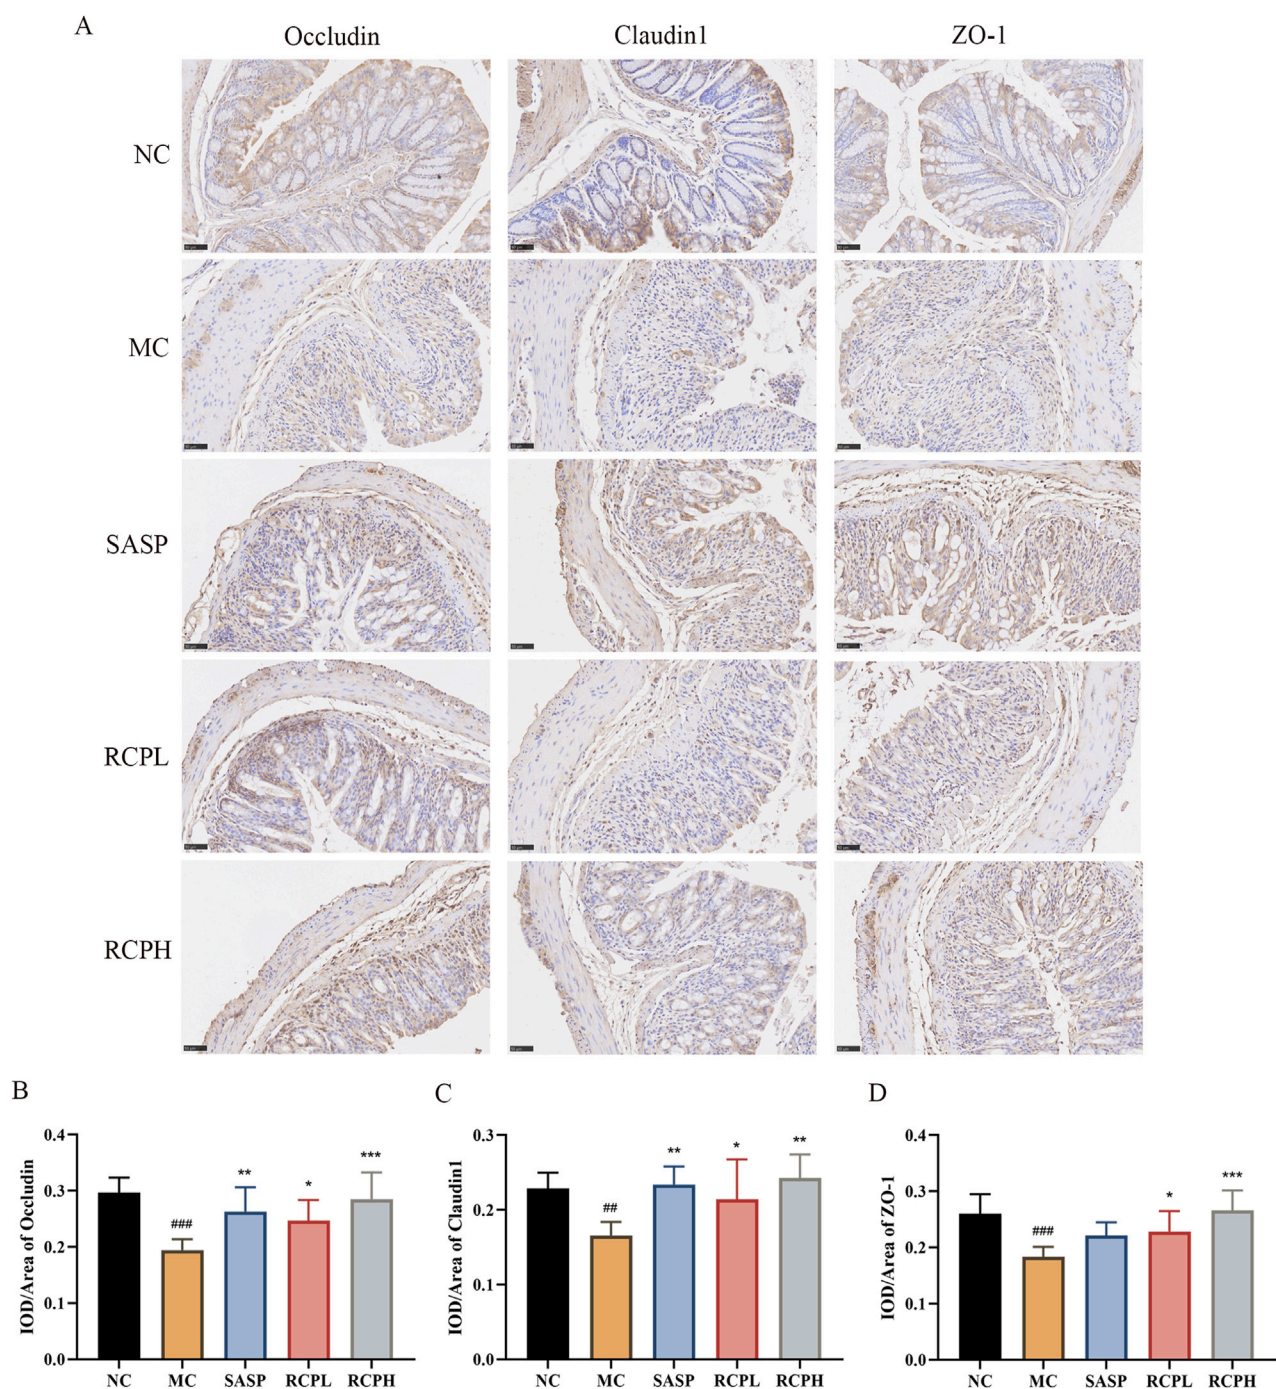 A
Occludin Claudin1 ZO-1
NC
MC
SASP
RCPL
RCPH
B
IOD/Area of Occludin
0.4
0.3
0.2
0.1
0.0
###
**
*
***
NC MC SASP RCPL RCPH
C
IOD/Area of Claudin1
0.3
0.2
0.1
0.0
##
**
*
**
NC MC SASP RCPL RCPH
D
IOD/Area of ZO-1
0.4
0.3
0.2
0.1
0.0
###
*
***
NC MC SASP RCPL RCPH